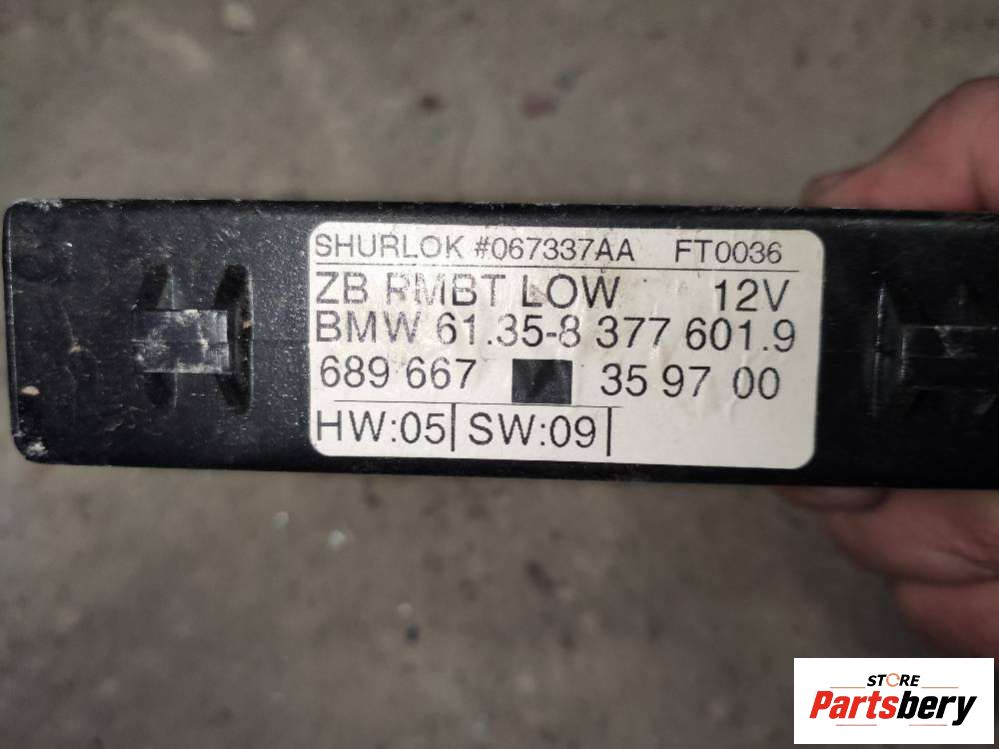 SHURLOK #067337AA FT0036
ZB RMBT LOW 12V
BMW 61.35-8 377 601.9
689 667 35 97 00
HW:05| SW:09|
STORE
Partsbery